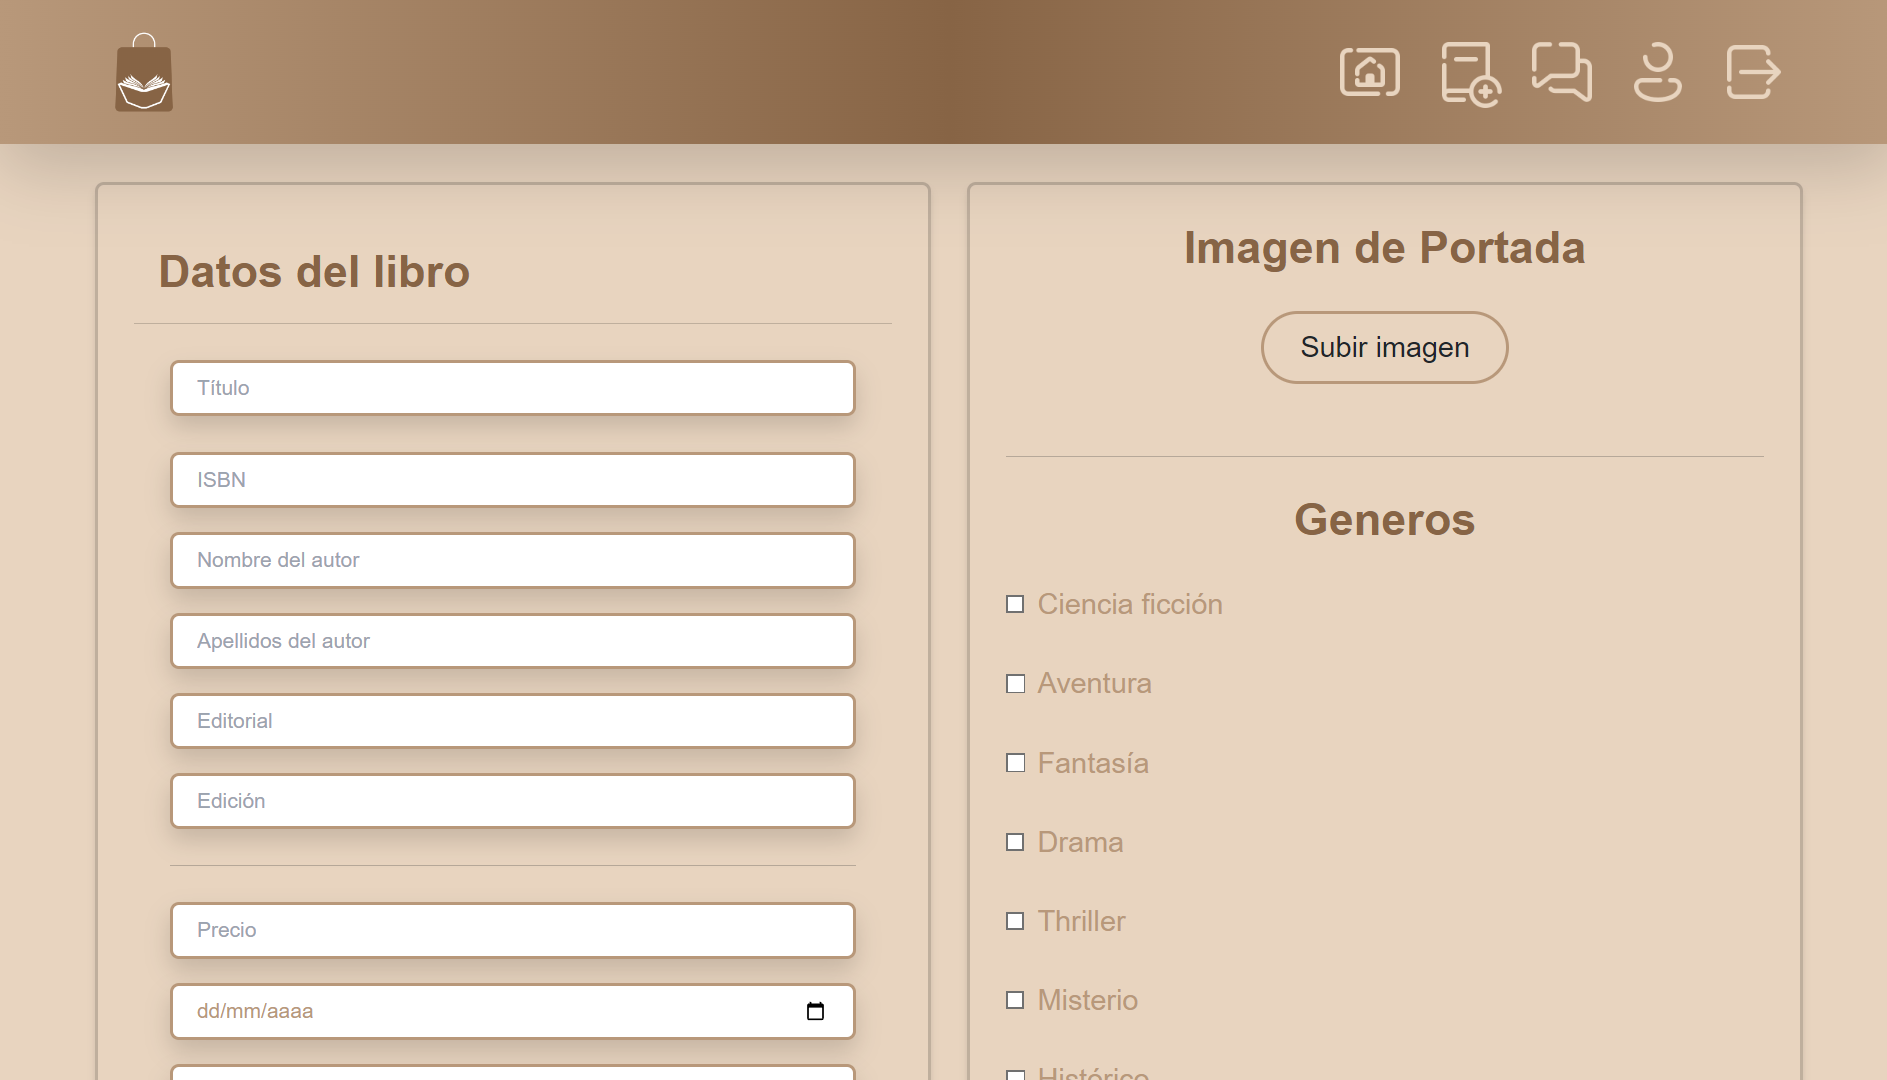 Datos del libro
Título
ISBN
Nombre del autor
Apellidos del autor
Editorial
Edición
Precio
dd/mm/aaaa
Imagen de Portada
Subir imagen
Generos
Ciencia ficción
Aventura
Fantasía
Drama
Thriller
Misterio
Histórico